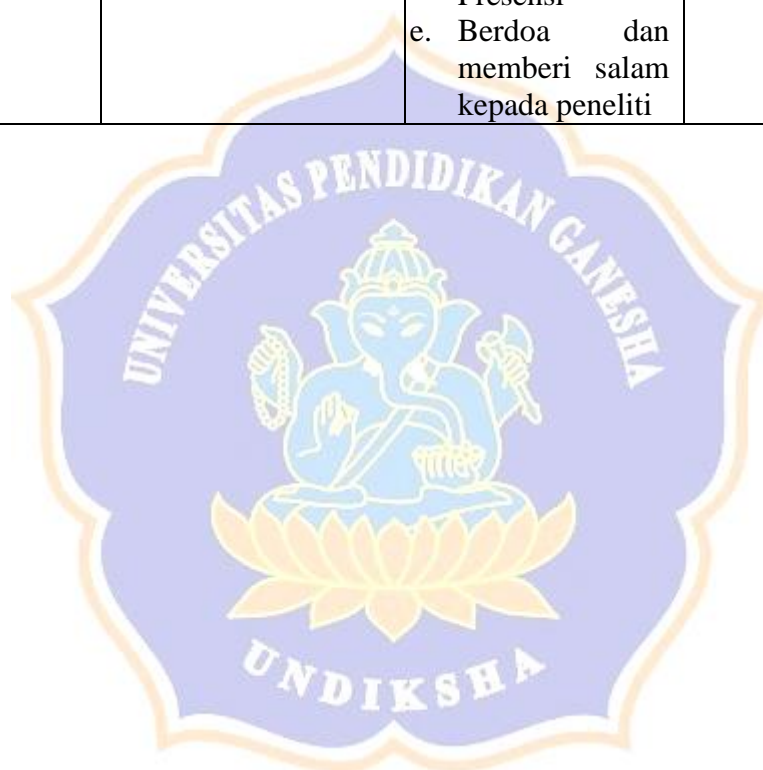 Presensi
e. Berdoa dan
memberi salam
kepada peneliti
UNIVERSITAS PENDIDIKAN GANESHA
UNDIKSHA